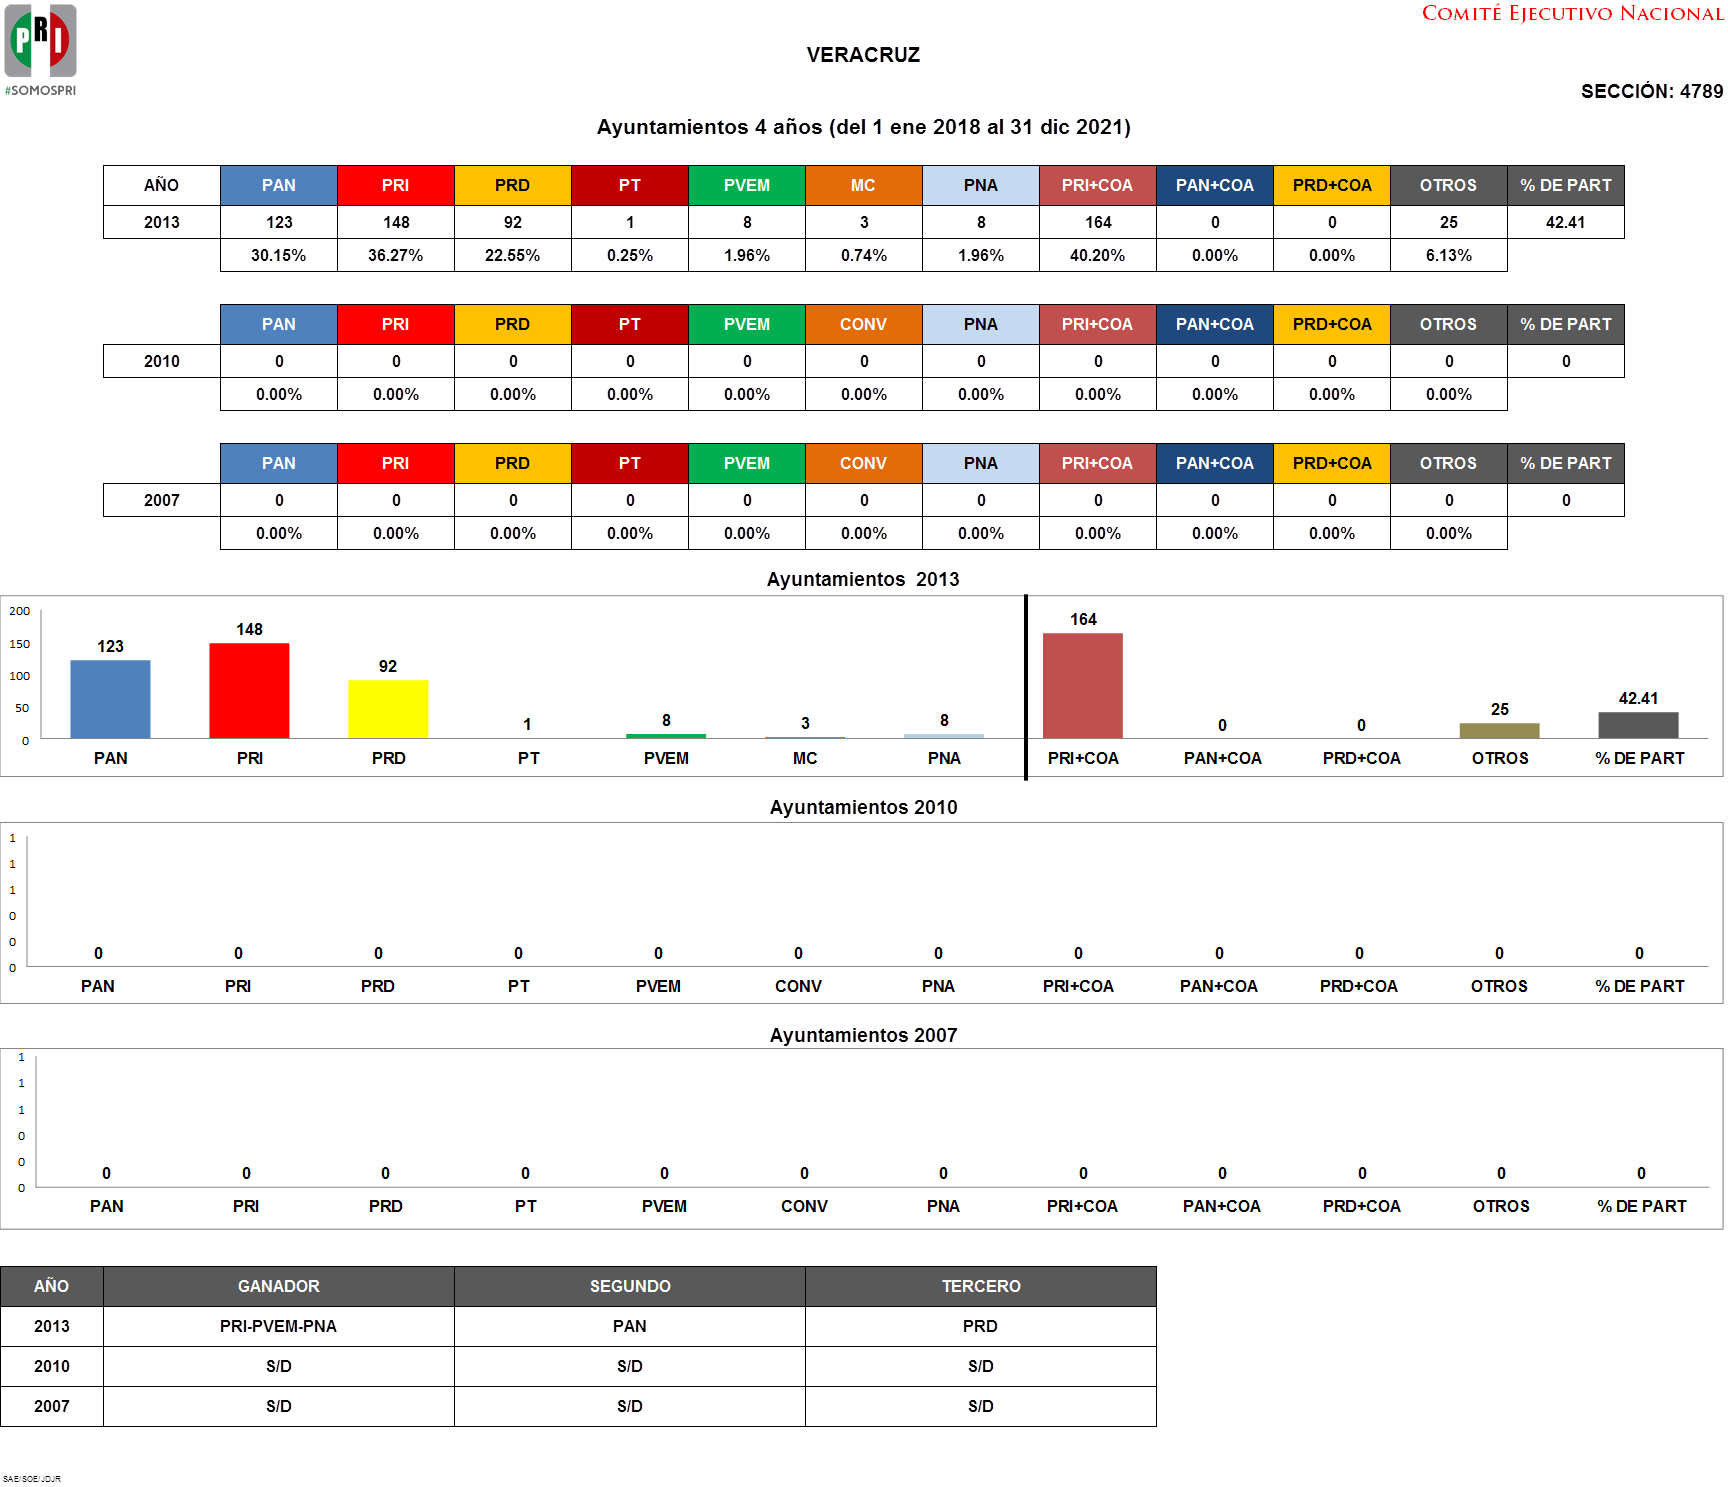 PRI
#SOMOSPRI
COMITÉ EJECUTIVO NACIONAL
VERACRUZ
SECCIÓN: 4789
Ayuntamientos 4 años (del 1 ene 2018 al 31 dic 2021)
AÑO PAN PRI PRD PT PVEM MC PNA PRI+COA PAN+COA PRD+COA OTROS % DE PART
2013 123 148 92 1 8 3 8 164 0 0 25 42.41
30.15% 36.27% 22.55% 0.25% 1.96% 0.74% 1.96% 40.20% 0.00% 0.00% 6.13%
PAN PRI PRD PT PVEM CONV PNA PRI+COA PAN+COA PRD+COA OTROS % DE PART
2010 0 0 0 0 0 0 0 0 0 0 0 0
0.00% 0.00% 0.00% 0.00% 0.00% 0.00% 0.00% 0.00% 0.00% 0.00% 0.00%
PAN PRI PRD PT PVEM CONV PNA PRI+COA PAN+COA PRD+COA OTROS % DE PART
2007 0 0 0 0 0 0 0 0 0 0 0 0
0.00% 0.00% 0.00% 0.00% 0.00% 0.00% 0.00% 0.00% 0.00% 0.00% 0.00%
Ayuntamientos 2013
200
150
100
50
0
123 148 92 1 8 3 8 164 0 0 25 42.41
PAN PRI PRD PT PVEM MC PNA PRI+COA PAN+COA PRD+COA OTROS % DE PART
Ayuntamientos 2010
1
1
1
0
0
0
0 0 0 0 0 0 0 0 0 0 0 0
PAN PRI PRD PT PVEM CONV PNA PRI+COA PAN+COA PRD+COA OTROS % DE PART
Ayuntamientos 2007
1
1
1
0
0
0
0 0 0 0 0 0 0 0 0 0 0 0
PAN PRI PRD PT PVEM CONV PNA PRI+COA PAN+COA PRD+COA OTROS % DE PART
AÑO GANADOR SEGUNDO TERCERO
2013 PRI-PVEM-PNA PAN PRD
2010 S/D S/D S/D
2007 S/D S/D S/D
SAE/SOE/JDJR